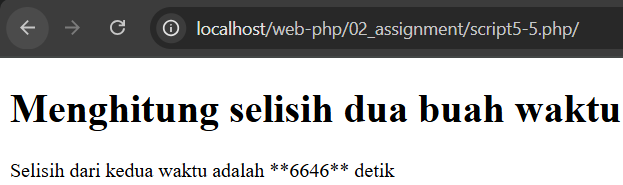 localhost/web-php/02_assignment/script5-5.php/
Menghitung selisih dua buah waktu
Selisih dari kedua waktu adalah **6646** detik